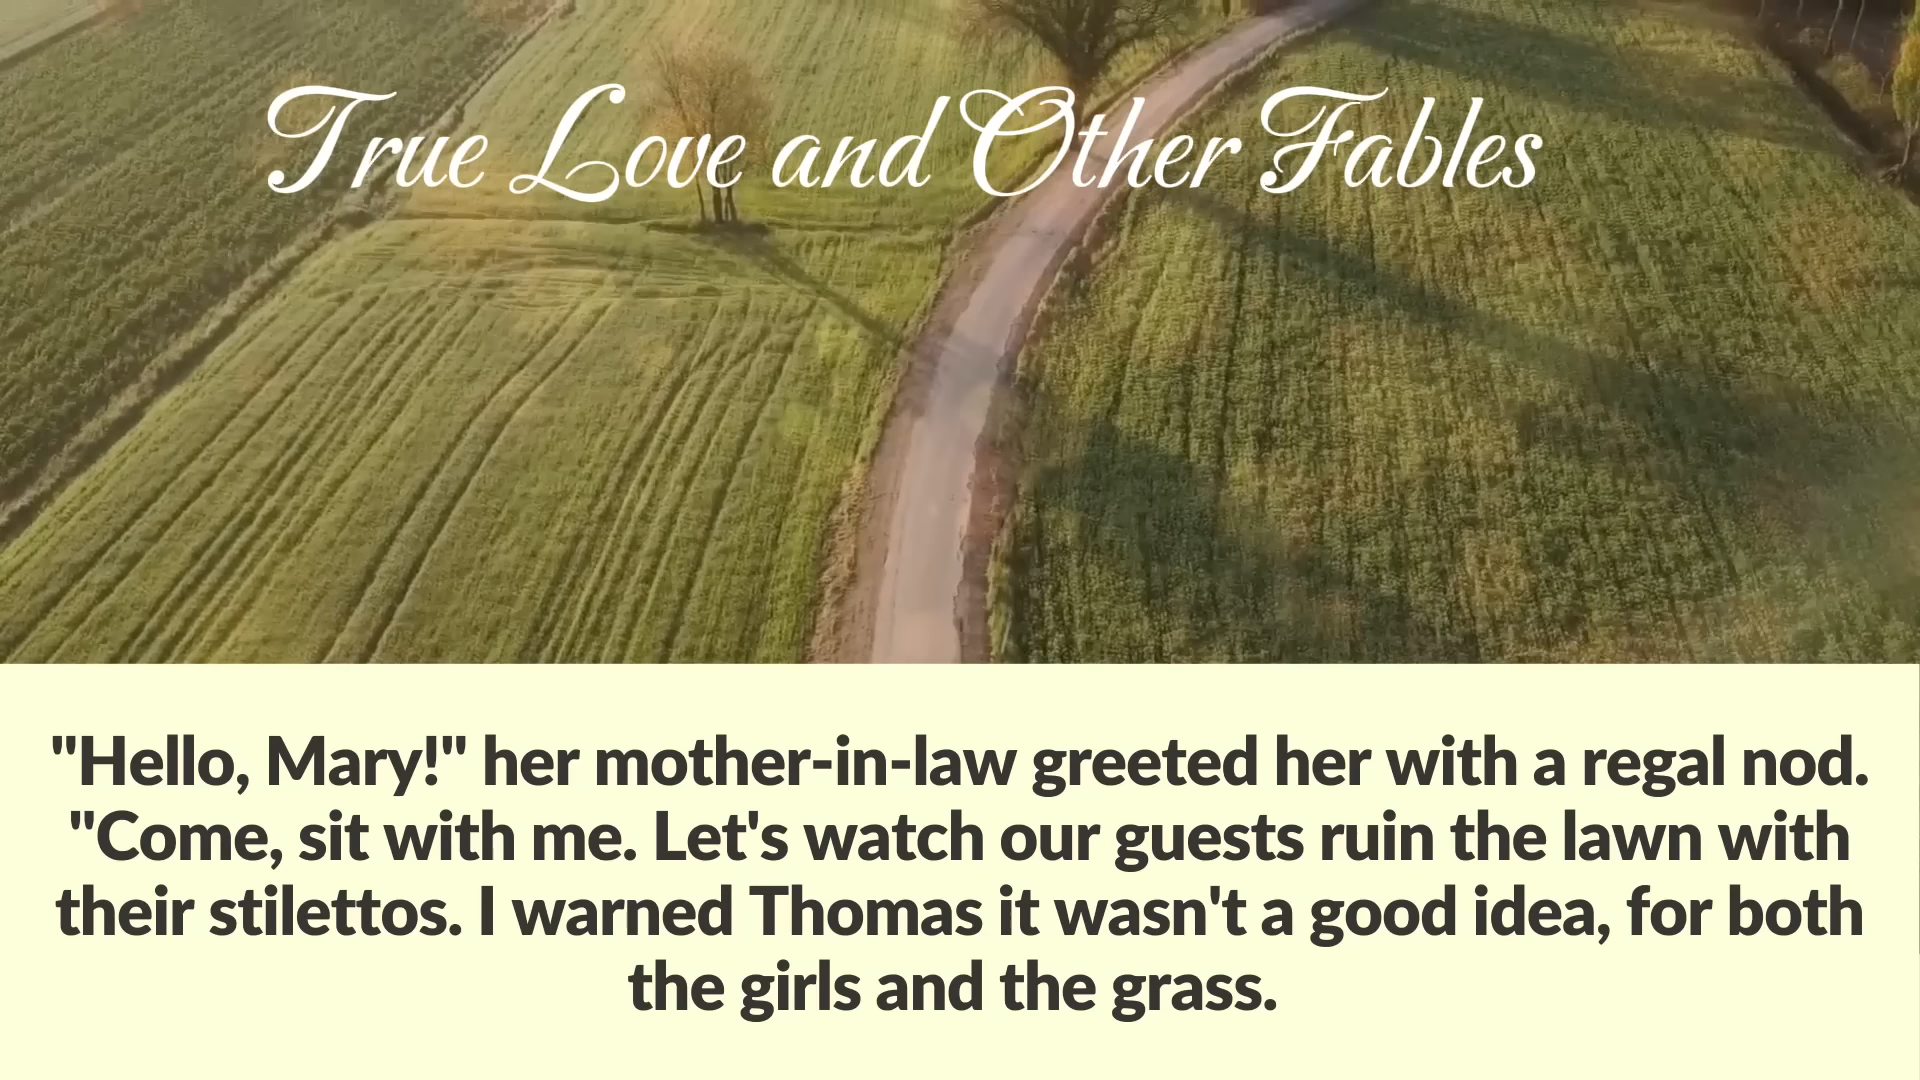 True Love and Other Fables
"Hello, Mary!" her mother-in-law greeted her with a regal nod.
"Come, sit with me. Let's watch our guests ruin the lawn with
their stilettos. I warned Thomas it wasn't a good idea, for both
the girls and the grass.